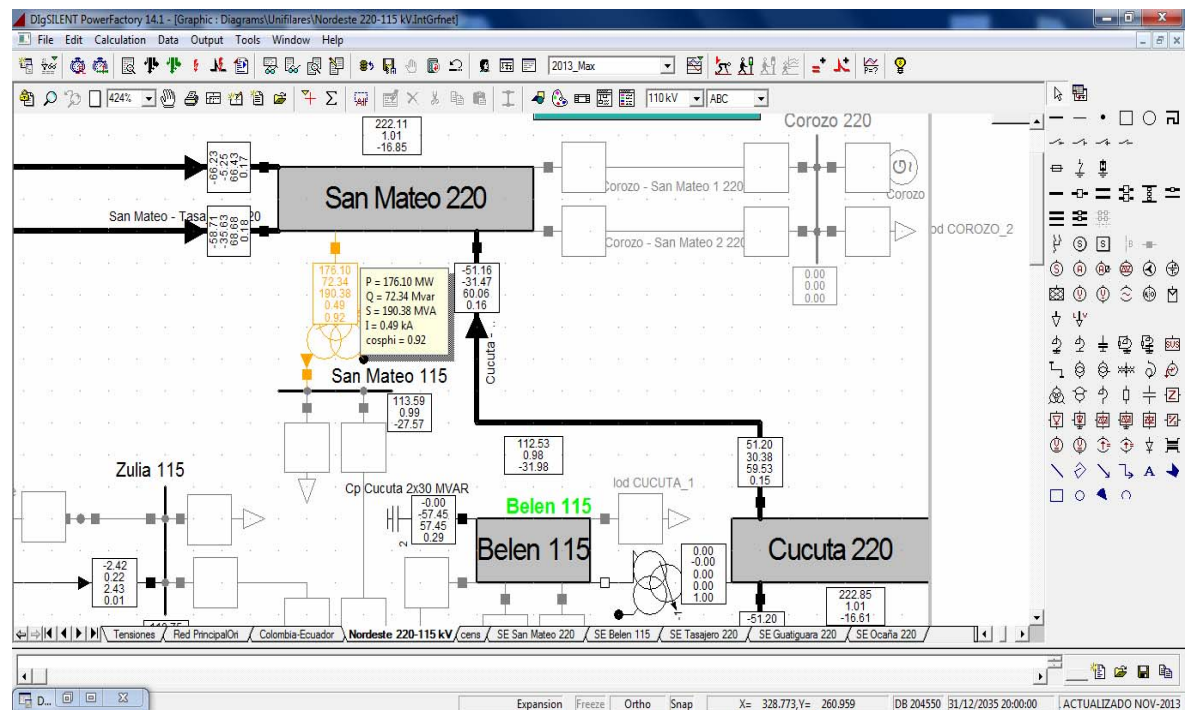 DIgSILENT PowerFactory 14.1 - [Graphic : Diagrams\Unifilares\Nordeste 220-115 kV.IntGrfnet]
File Edit Calculation Data Output Tools Window Help
2013_Max
424%
110 kV
ABC
222.11
1.01
-16.85
Corozo 220
-66.23
-5.25
66.43
0.17
San Mateo 220
Corozo - San Mateo 1 220
G~
Corozo
San Mateo - Tasa
20
-58.71
-35.63
68.68
0.18
Corozo - San Mateo 2 220
od COROZO_2
176.10
72.34
190.38
0.49
0.92
P = 176.10 MW
Q = 72.34 Mvar
S = 190.38 MVA
I = 0.49 kA
cosphi = 0.92
-51.16
-31.47
60.06
0.16
0.00
0.00
0.00
Cucuta - ..
San Mateo 115
113.59
0.99
-27.57
112.53
0.98
-31.98
51.20
30.38
59.53
0.15
Zulia 115
Cp Cucuta 2x30 MVAR
lod CUCUTA_1
-0.00
-57.45
57.45
0.29
2
Belen 115
Belen 115
Cucuta 220
-2.42
0.22
2.43
0.01
0.00
-0.00
0.00
0.00
1.00
-1
222.85
1.01
-16.61
-51.20
Tensiones
Red PrincipalOri
Colombia-Ecuador
Nordeste 220-115 kV
cens
SE San Mateo 220
SE Belen 115
SE Tasajero 220
SE Guatiguara 220
SE Ocaña 220
D...
Expansion
Freeze
Ortho
Snap
X= 328.773,Y= 260.959
DB 204550
31/12/2035 20:00:00
ACTUALIZADO NOV-2013